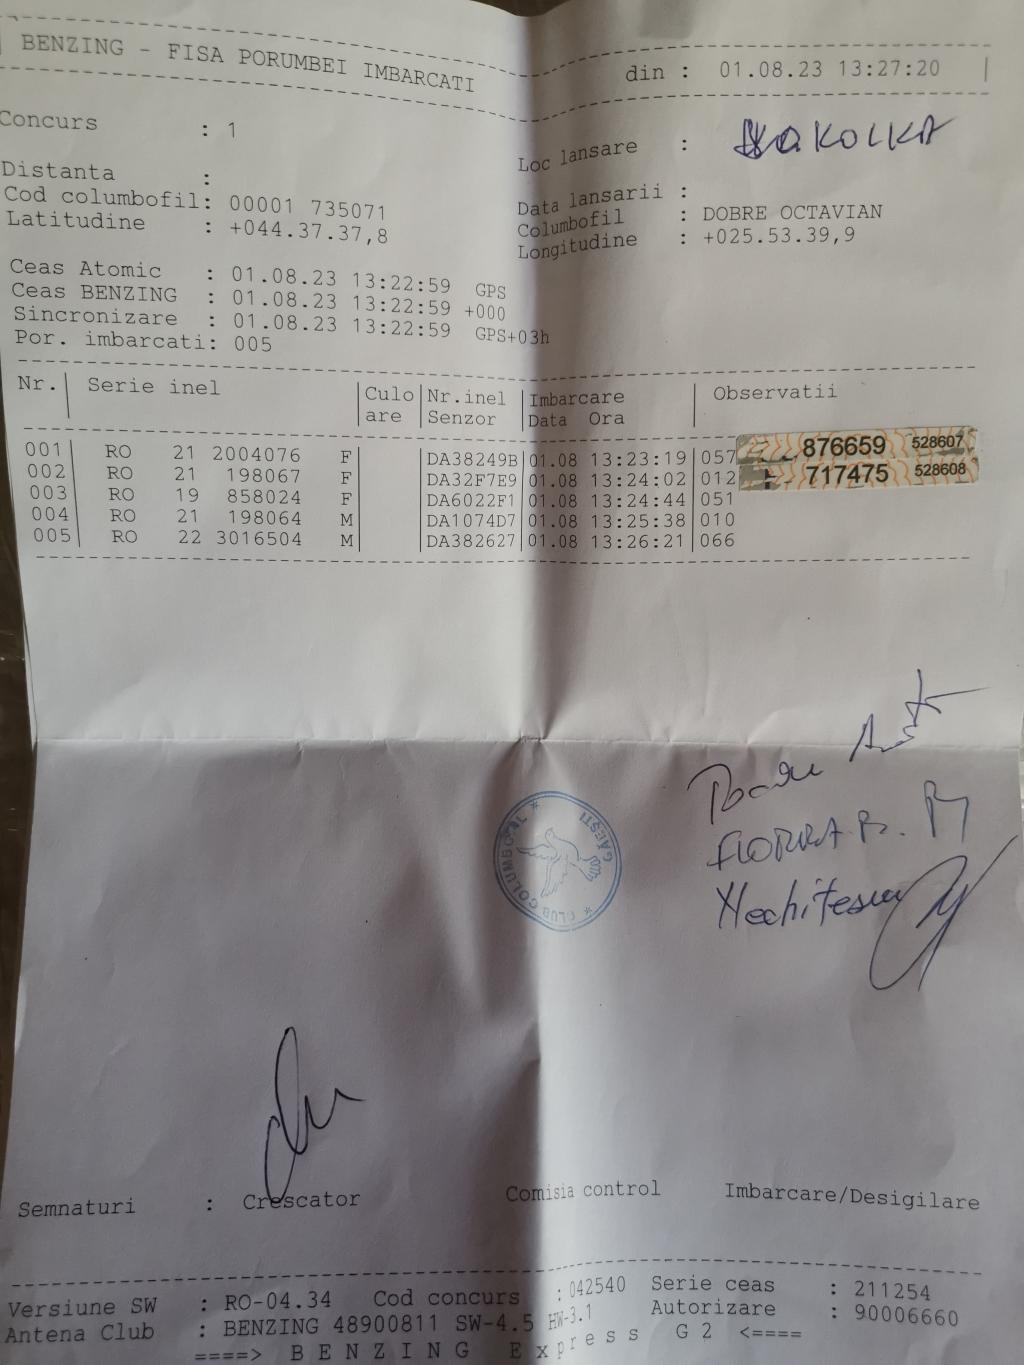 BENZING - FISA PORUMBEI IMBARCATI din : 01.08.23 13:27:20
Concurs : 1 Loc lansare : KOLKA
Distanta : Data lansarii :
Cod columbofil: 00001 735071 Columbofil : DOBRE OCTAVIAN
Latitudine : +044.37.37,8 Longitudine : +025.53.39,9
Ceas Atomic : 01.08.23 13:22:59 GPS
Ceas BENZING : 01.08.23 13:22:59 +000
Sincronizare : 01.08.23 13:22:59 GPS+03h
Por. imbarcati: 005
Nr. Serie inel Culo Nr.inel Imbarcare Observatii
are Senzor Data Ora
001 RO 21 2004076 F DA38249B 01.08 13:23:19 057 876659 528607
002 RO 21 198067 F DA32F7E9 01.08 13:24:02 012 717475 528608
003 RO 19 858024 F DA6022F1 01.08 13:24:44 051
004 RO 21 198064 M DA1074D7 01.08 13:25:38 010
005 RO 22 3016504 M DA382627 01.08 13:26:21 066
* CLUB COLUMBOFIL * GAESTI
Semnaturi : Crescator Comisia control Imbarcare/Desigilare
Versiune SW : RO-04.34 Cod concurs : 042540 Serie ceas : 211254
Antena Club : BENZING 48900811 SW-4.5 HW-3.1 Autorizare : 90006660
====> BENZING Express G2 <====